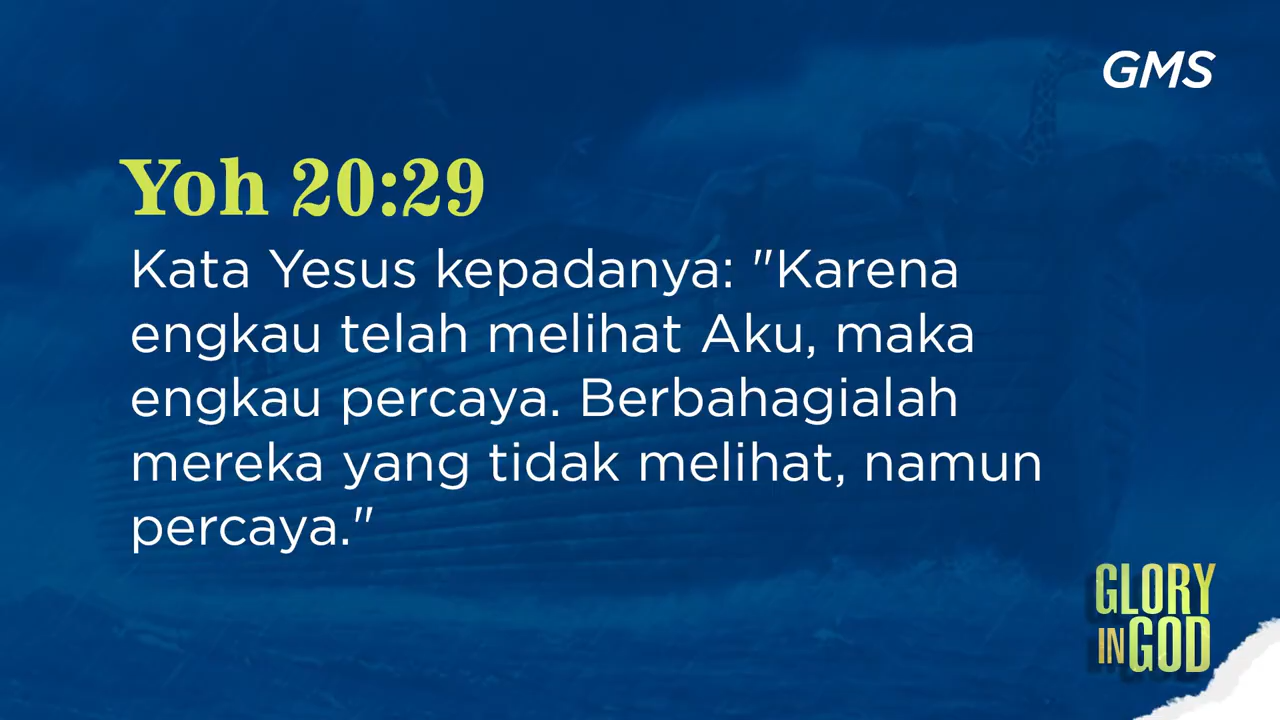 GMS
Yoh 20:29
Kata Yesus kepadanya: "Karena
engkau telah melihat Aku, maka
engkau percaya. Berbahagialah
mereka yang tidak melihat, namun
percaya."
GLORY
IN GOD